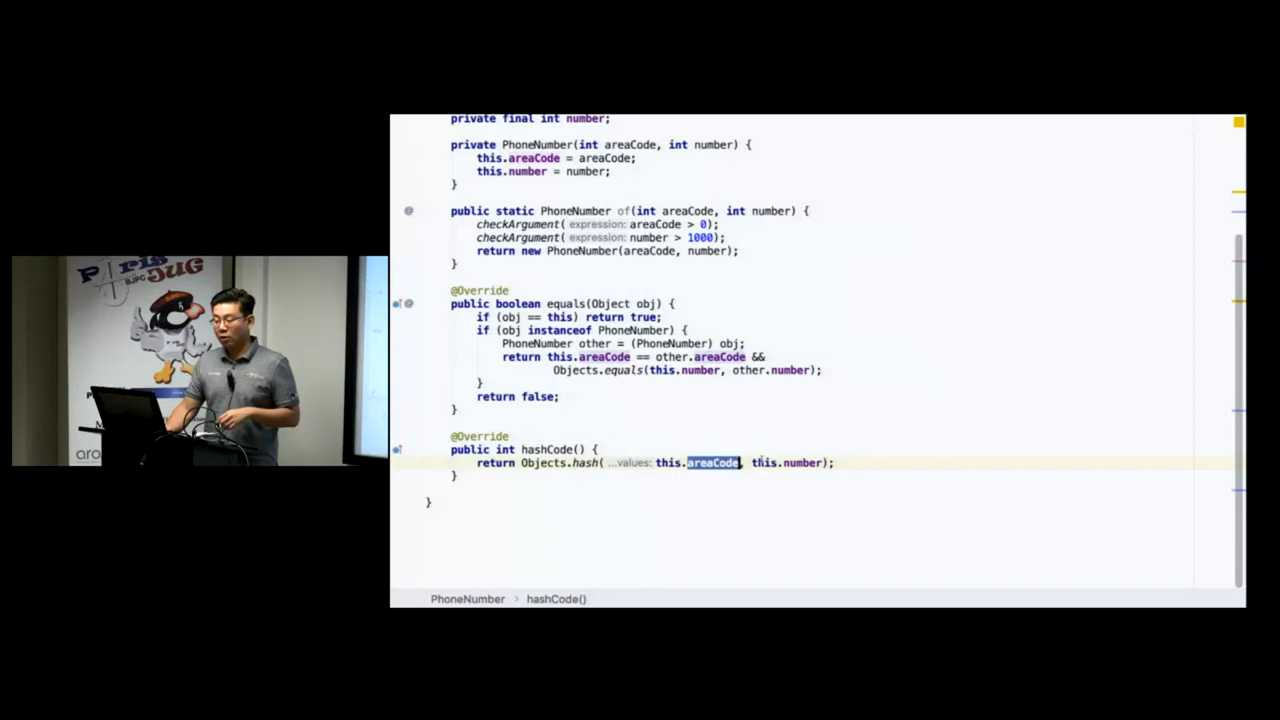 Paris
JUG
BJPC
aro
private final int number;
private PhoneNumber(int areaCode, int number) {
this.areaCode = areaCode;
this.number = number;
}
@ public static PhoneNumber of(int areaCode, int number) {
checkArgument( expression: areaCode > 0);
checkArgument( expression: number > 1000);
return new PhoneNumber(areaCode, number);
}
@Override
@ public boolean equals(Object obj) {
if (obj == this) return true;
if (obj instanceof PhoneNumber) {
PhoneNumber other = (PhoneNumber) obj;
return this.areaCode == other.areaCode &&
Objects.equals(this.number, other.number);
}
return false;
}
@Override
public int hashCode() {
return Objects.hash( ...values: this.areaCode, this.number);
}
}
PhoneNumber > hashCode()